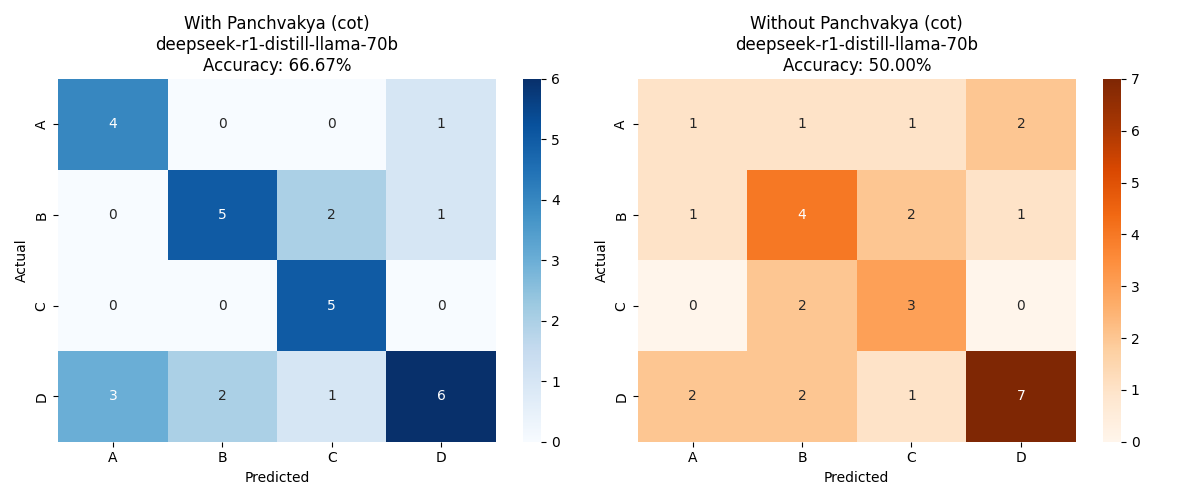 With Panchvakya (cot)
deepseek-r1-distill-llama-70b
Accuracy: 66.67%
A 4 0 0 1
B 0 5 2 1
C 0 0 5 0
D 3 2 1 6
A B C D
Actual
Predicted
6
5
4
3
2
1
0
Without Panchvakya (cot)
deepseek-r1-distill-llama-70b
Accuracy: 50.00%
A 1 1 1 2
B 1 4 2 1
C 0 2 3 0
D 2 2 1 7
A B C D
Actual
Predicted
7
6
5
4
3
2
1
0